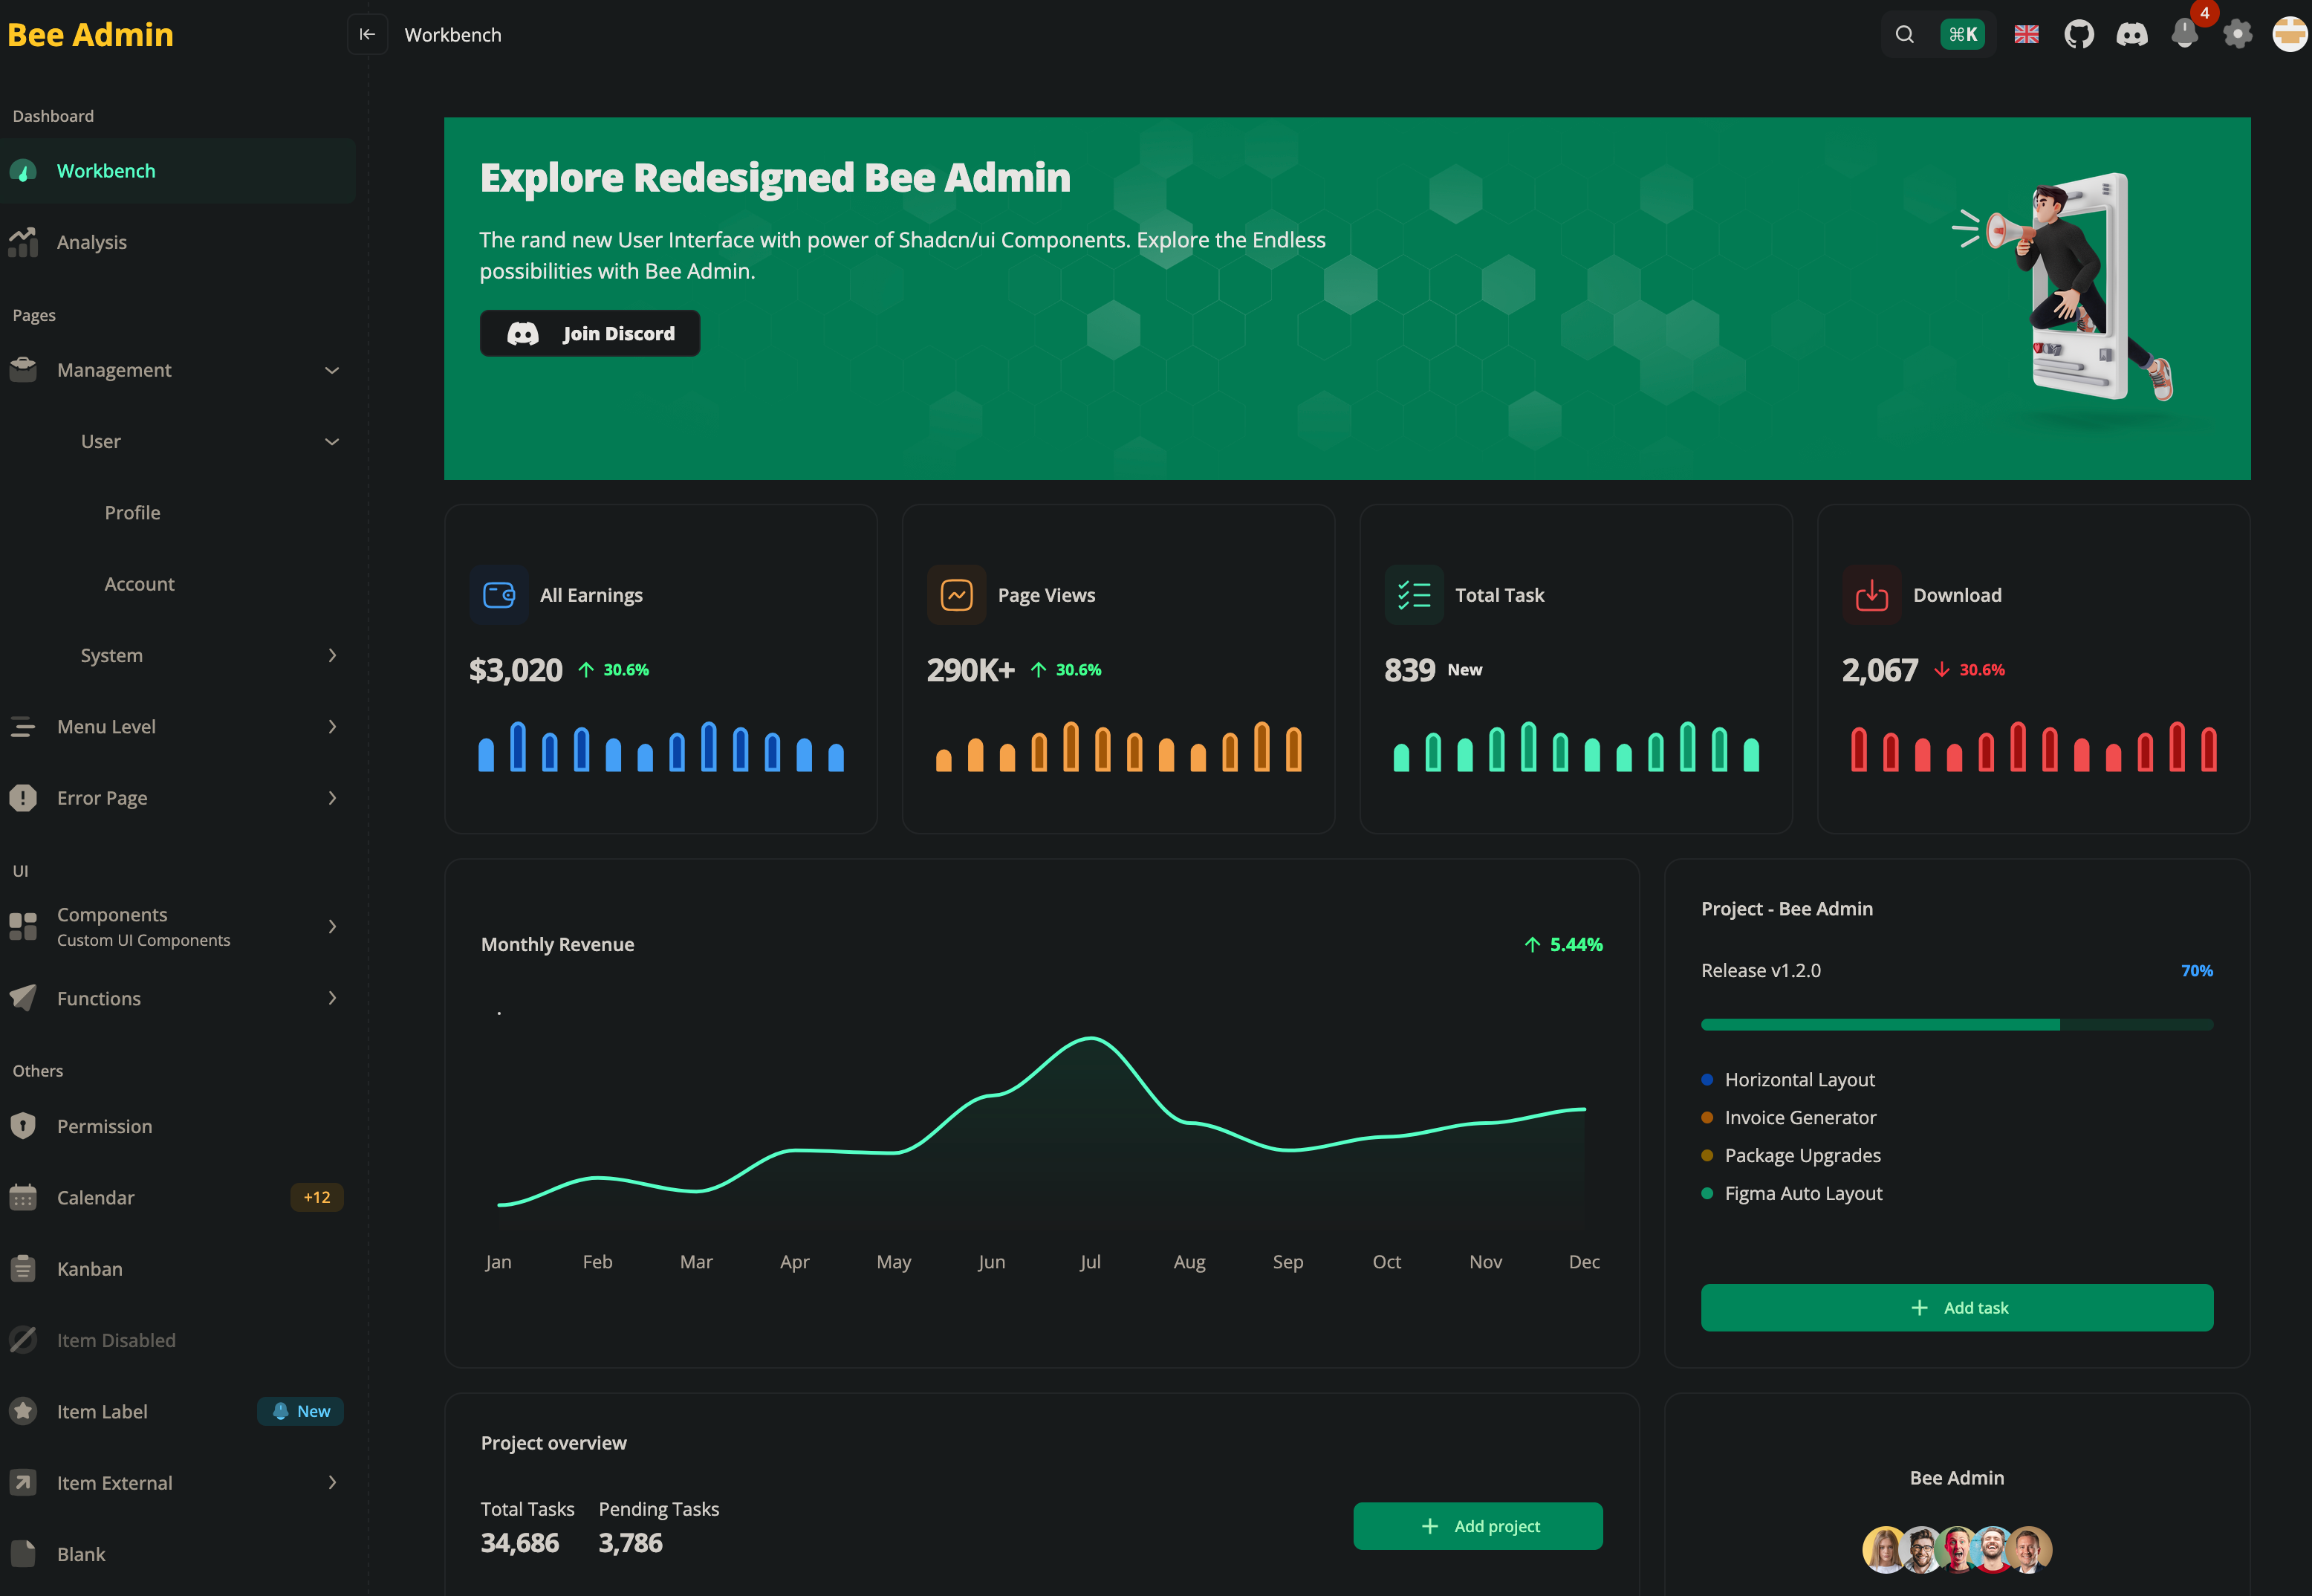 Bee Admin
Workbench
⌘K
4
Dashboard
Workbench
Analysis
Pages
Management
User
Profile
Account
System
Menu Level
Error Page
UI
Components
Custom UI Components
Functions
Others
Permission
Calendar
+12
Kanban
Item Disabled
Item Label
New
Item External
Blank
Explore Redesigned Bee Admin
The rand new User Interface with power of Shadcn/ui Components. Explore the Endless
possibilities with Bee Admin.
Join Discord
All Earnings
$3,020
30.6%
Page Views
290K+
30.6%
Total Task
839
New
Download
2,067
30.6%
Monthly Revenue
5.44%
Jan
Feb
Mar
Apr
May
Jun
Jul
Aug
Sep
Oct
Nov
Dec
Project - Bee Admin
Release v1.2.0
70%
Horizontal Layout
Invoice Generator
Package Upgrades
Figma Auto Layout
Add task
Project overview
Total Tasks
34,686
Pending Tasks
3,786
Add project
Bee Admin